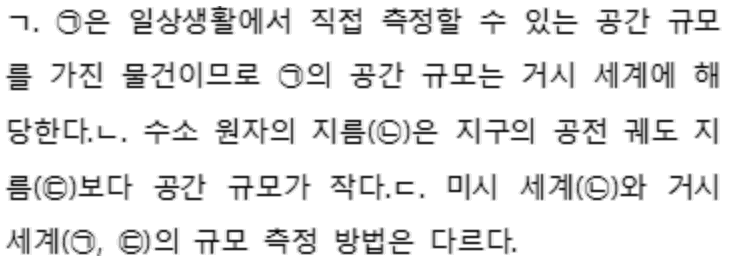 ㄱ. ㉠은 일상생활에서 직접 측정할 수 있는 공간 규모
를 가진 물건이므로 ㉠의 공간 규모는 거시 세계에 해
당한다.ㄴ. 수소 원자의 지름(㉡)은 지구의 공전 궤도 지
름(㉢)보다 공간 규모가 작다.ㄷ. 미시 세계(㉡)와 거시
세계(㉠, ㉢)의 규모 측정 방법은 다르다.